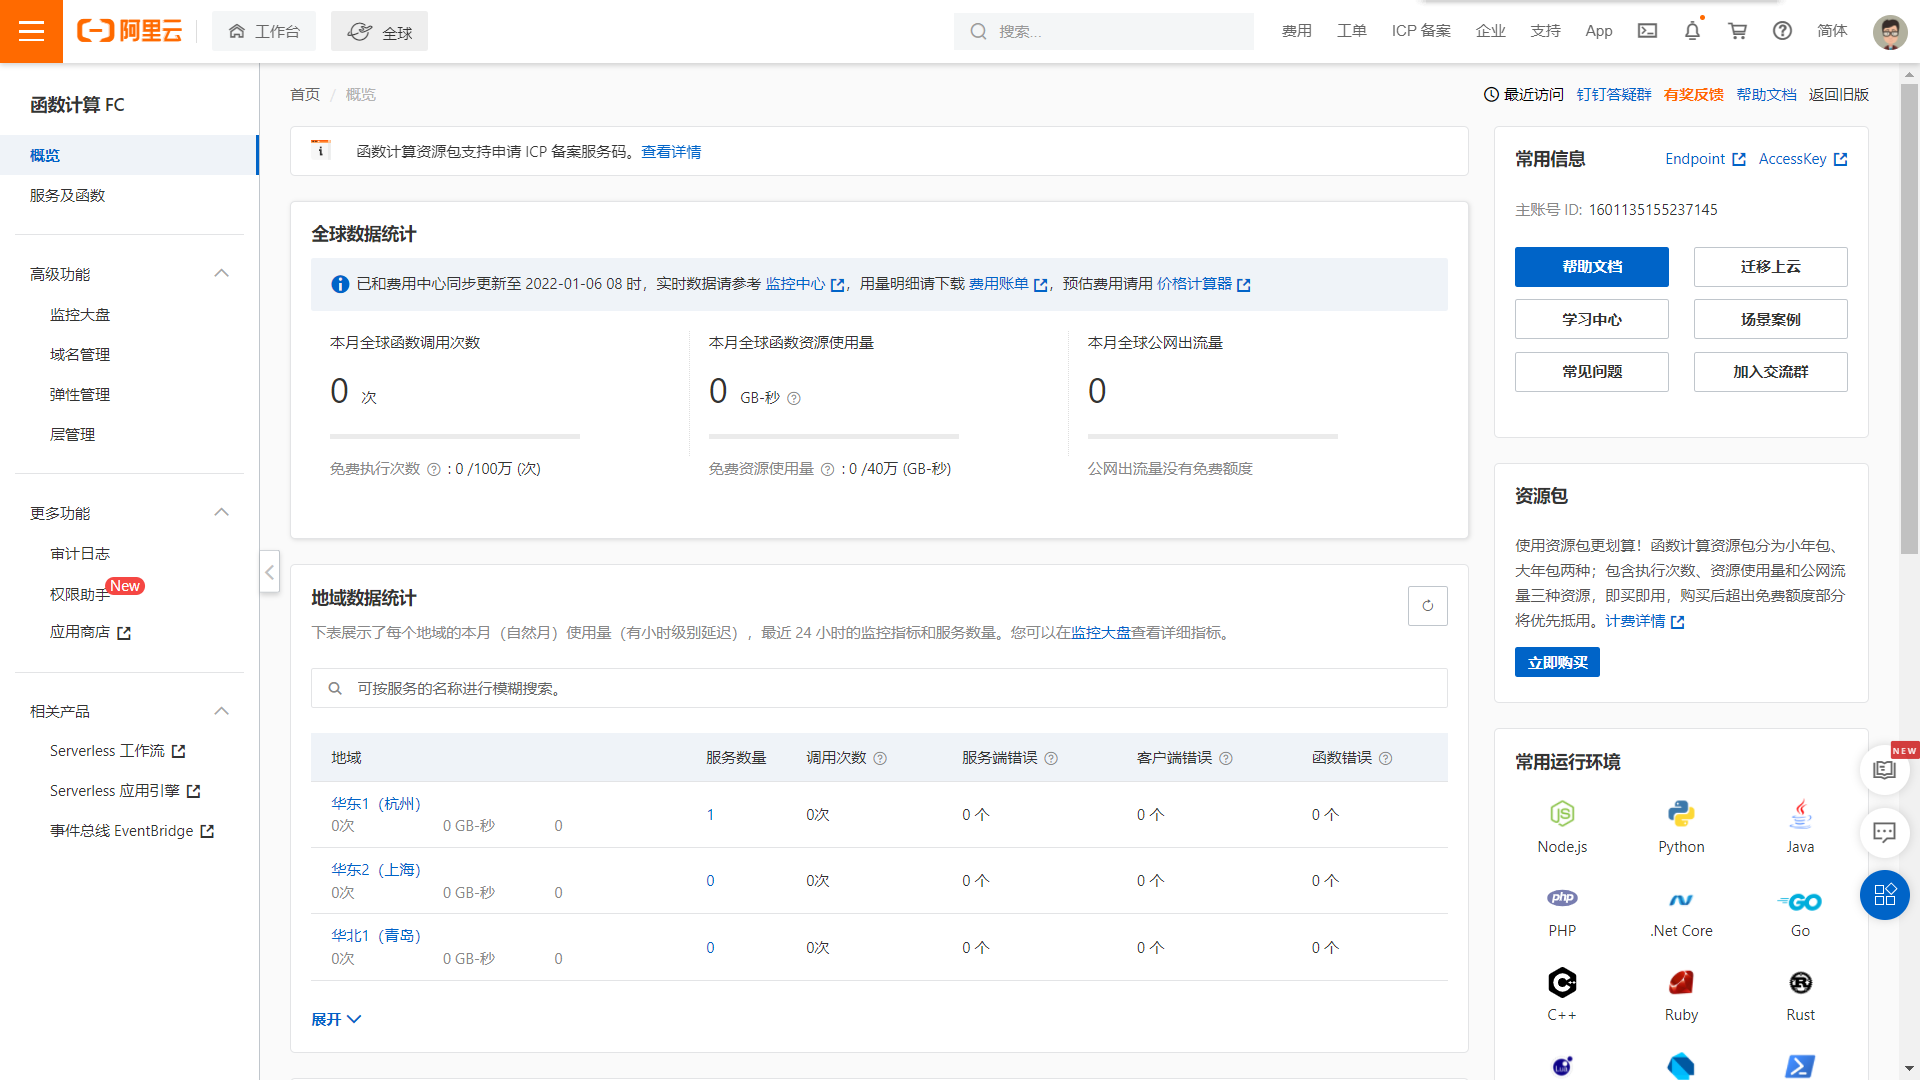 阿里云
工作台
全球
搜索...
费用
工单
ICP 备案
企业
支持
App
简体
函数计算 FC
概览
服务及函数
高级功能
监控大盘
域名管理
弹性管理
层管理
更多功能
审计日志
权限助手
New
应用商店
相关产品
Serverless 工作流
Serverless 应用引擎
事件总线 EventBridge
首页 / 概览
最近访问 钉钉答疑群 有奖反馈 帮助文档 返回旧版
函数计算资源包支持申请 ICP 备案服务码。查看详情
全球数据统计
已和费用中心同步更新至 2022-01-06 08 时，实时数据请参考 监控中心，用量明细请下载 费用账单，预估费用请用 价格计算器
本月全球函数调用次数
0 次
免费执行次数 : 0 /100万 (次)
本月全球函数资源使用量
0 GB-秒
免费资源使用量 : 0 /40万 (GB-秒)
本月全球公网出流量
0
公网出流量没有免费额度
地域数据统计
下表展示了每个地域的本月（自然月）使用量（有小时级别延迟），最近 24 小时的监控指标和服务数量。您可以在监控大盘查看详细指标。
可按服务的名称进行模糊搜索。
地域 服务数量 调用次数 服务端错误 客户端错误 函数错误
华东1（杭州）
0次 0 GB-秒 0
1 0次 0 个 0 个 0 个
华东2（上海）
0次 0 GB-秒 0
0 0次 0 个 0 个 0 个
华北1（青岛）
0次 0 GB-秒 0
0 0次 0 个 0 个 0 个
展开
常用信息
Endpoint AccessKey
主账号 ID: 1601135155237145
帮助文档 迁移上云
学习中心 场景案例
常见问题 加入交流群
资源包
使用资源包更划算！函数计算资源包分为小年包、
大年包两种；包含执行次数、资源使用量和公网流
量三种资源，即买即用，购买后超出免费额度部分
将优先抵用。计费详情
立即购买
常用运行环境
JS
Node.js Python Java
php
GO
PHP .Net Core Go
C++ Ruby Rust
Lua
NEW